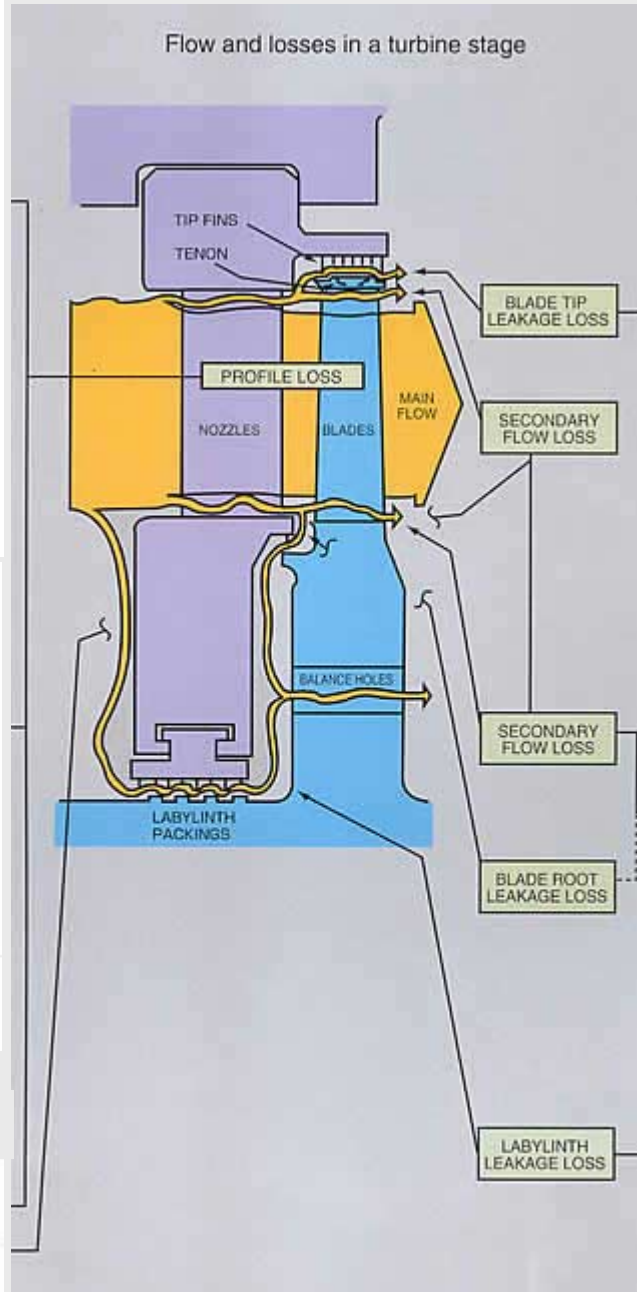 Flow and losses in a turbine stage
TIP FINS
TENON
BLADE TIP
LEAKAGE LOSS
PROFILE LOSS
MAIN
FLOW
NOZZLES
BLADES
SECONDARY
FLOW LOSS
BALANCE HOLES
SECONDARY
FLOW LOSS
LABYLINTH
PACKINGS
BLADE ROOT
LEAKAGE LOSS
LABYLINTH
LEAKAGE LOSS